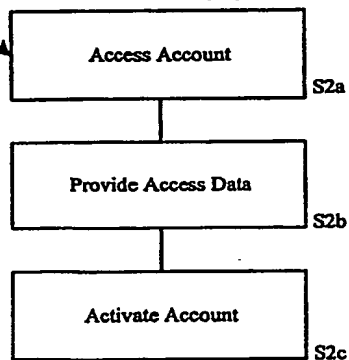 Access Account
S2a
Provide Access Data
S2b
Activate Account
S2c